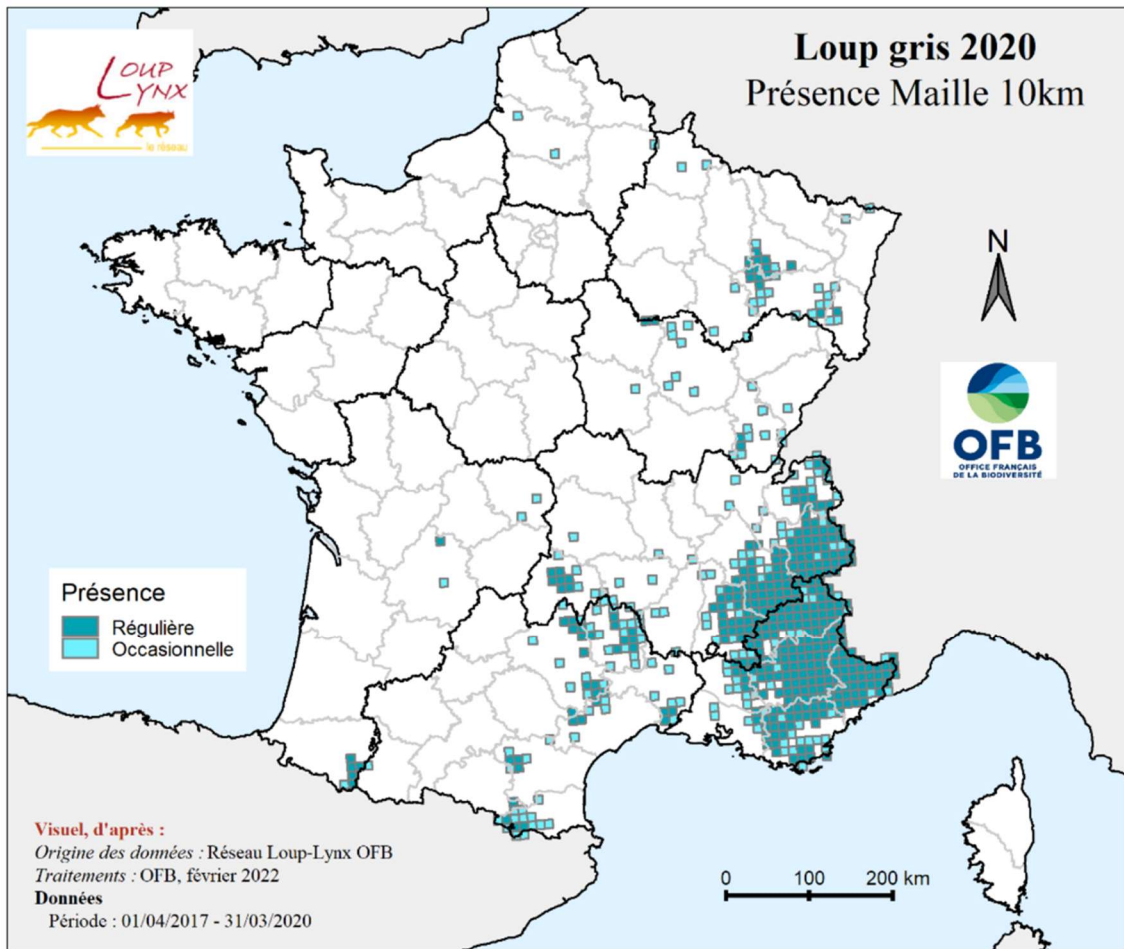 LOUP
LYNX
le réseau
Loup gris 2020
Présence Maille 10km
N
OFB
OFFICE FRANÇAIS
DE LA BIODIVERSITÉ
Présence
Régulière
Occasionnelle
Visuel, d'après :
Origine des données : Réseau Loup-Lynx OFB
Traitements : OFB, février 2022
Données
Période : 01/04/2017 - 31/03/2020
0 100 200 km